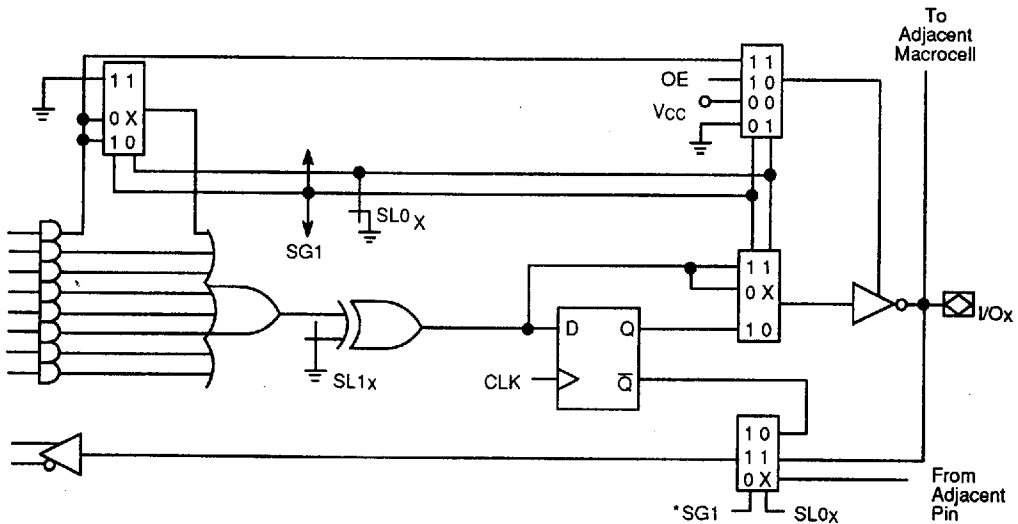 To
Adjacent
Macrocell
1 1
0 X
1 0
OE
VCC
1 1
1 0
0 0
0 1
SG1
SL0X
1 1
0 X
1 0
I/Ox
D Q
CLK
Q̅
SL1x
1 0
1 1
0 X
*SG1
SL0x
From
Adjacent
Pin